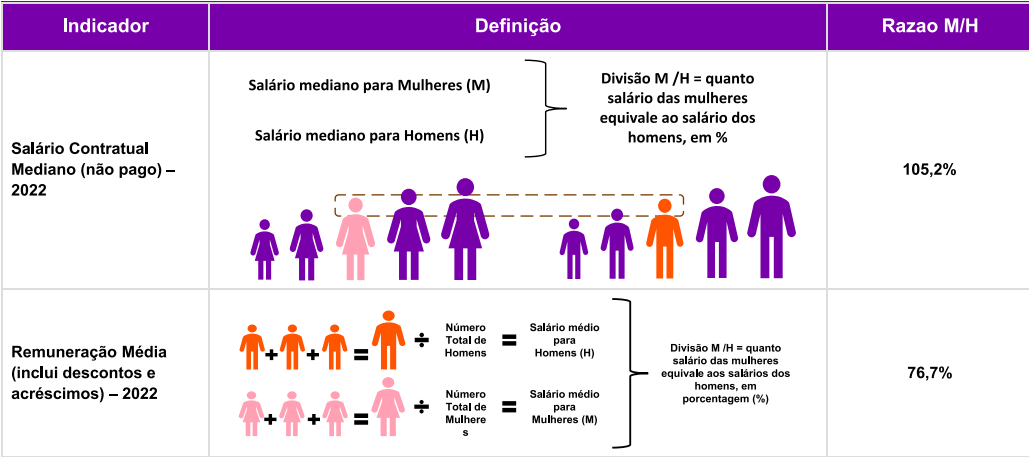 Indicador
Definição
Razao M/H
Salário Contratual
Mediano (não pago) –
2022
Salário mediano para Mulheres (M)
Salário mediano para Homens (H)
Divisão M /H = quanto
salário das mulheres
equivale ao salário dos
homens, em %
105,2%
Remuneração Média
(inclui descontos e
acréscimos) – 2022
+ + = ÷
Número
Total de
Homens
=
Salário médio
para
Homens (H)
+ + = ÷
Número
Total de
Mulhere
s
=
Salário médio
para
Mulheres (M)
Divisão M /H = quanto
salário das mulheres
equivale aos salários dos
homens, em
porcentagem (%)
76,7%